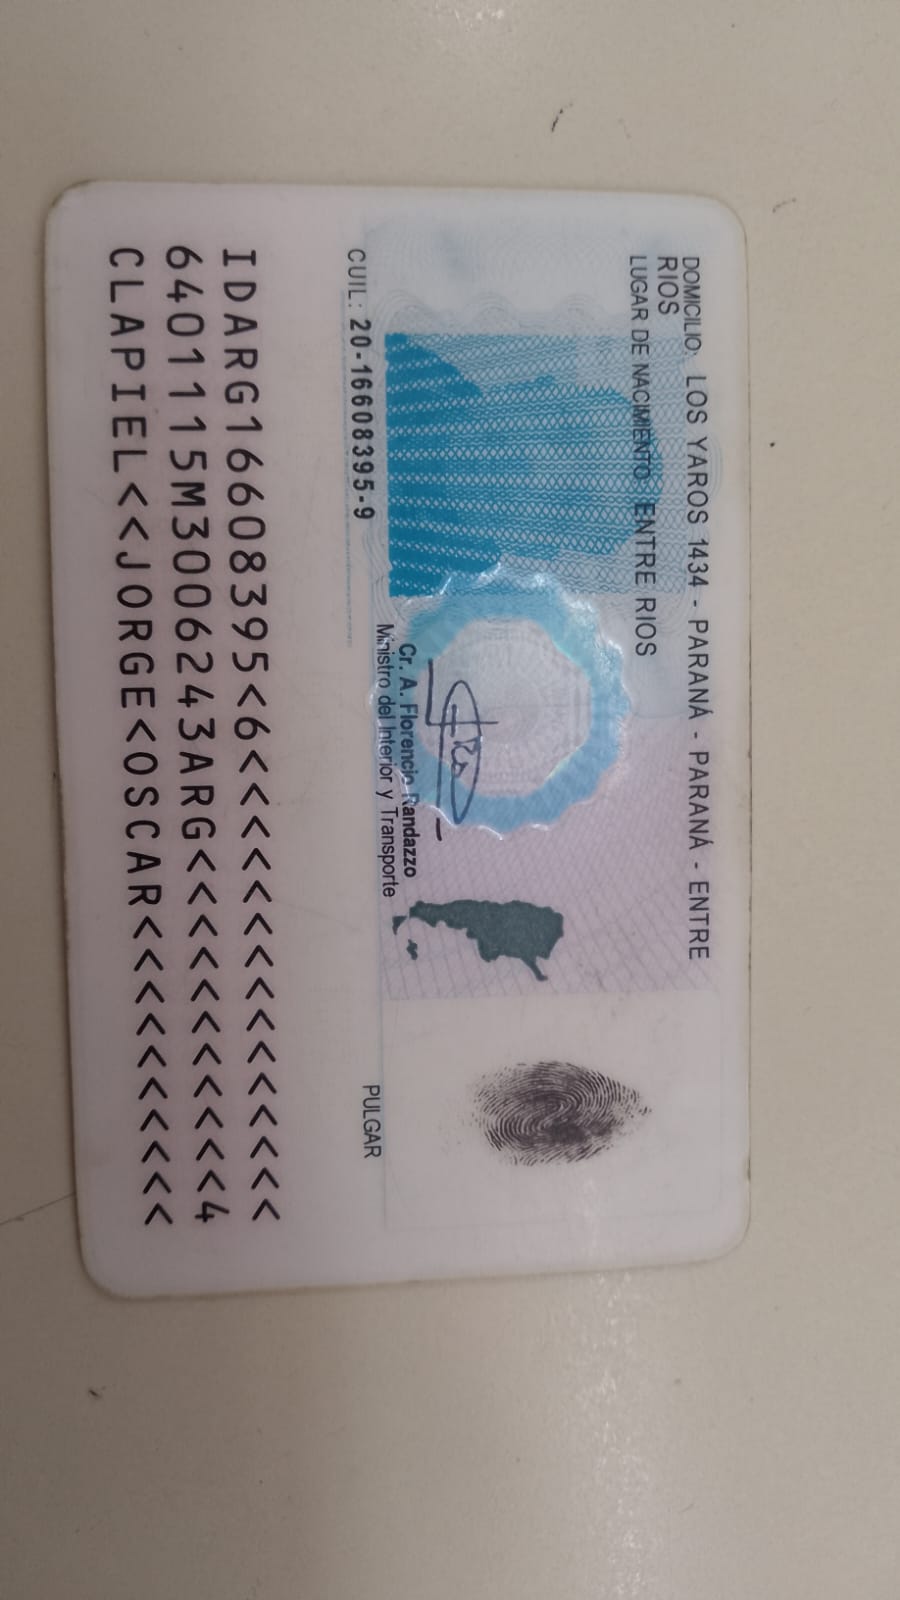 DOMICILIO: LOS YAROS 1434 - PARANÁ - PARANÁ - ENTRE
RIOS
LUGAR DE NACIMIENTO: ENTRE RIOS
Cr. A. Florencio Randazzo
Ministro del Interior y Transporte
CUIL: 20-16608395-9
PULGAR
IDARG16608395<6<<<<<<<<<<<<<<<
6401115M3006243ARG<<<<<<<<<<<4
CLAPIEL<<JORGE<OSCAR<<<<<<<<<<